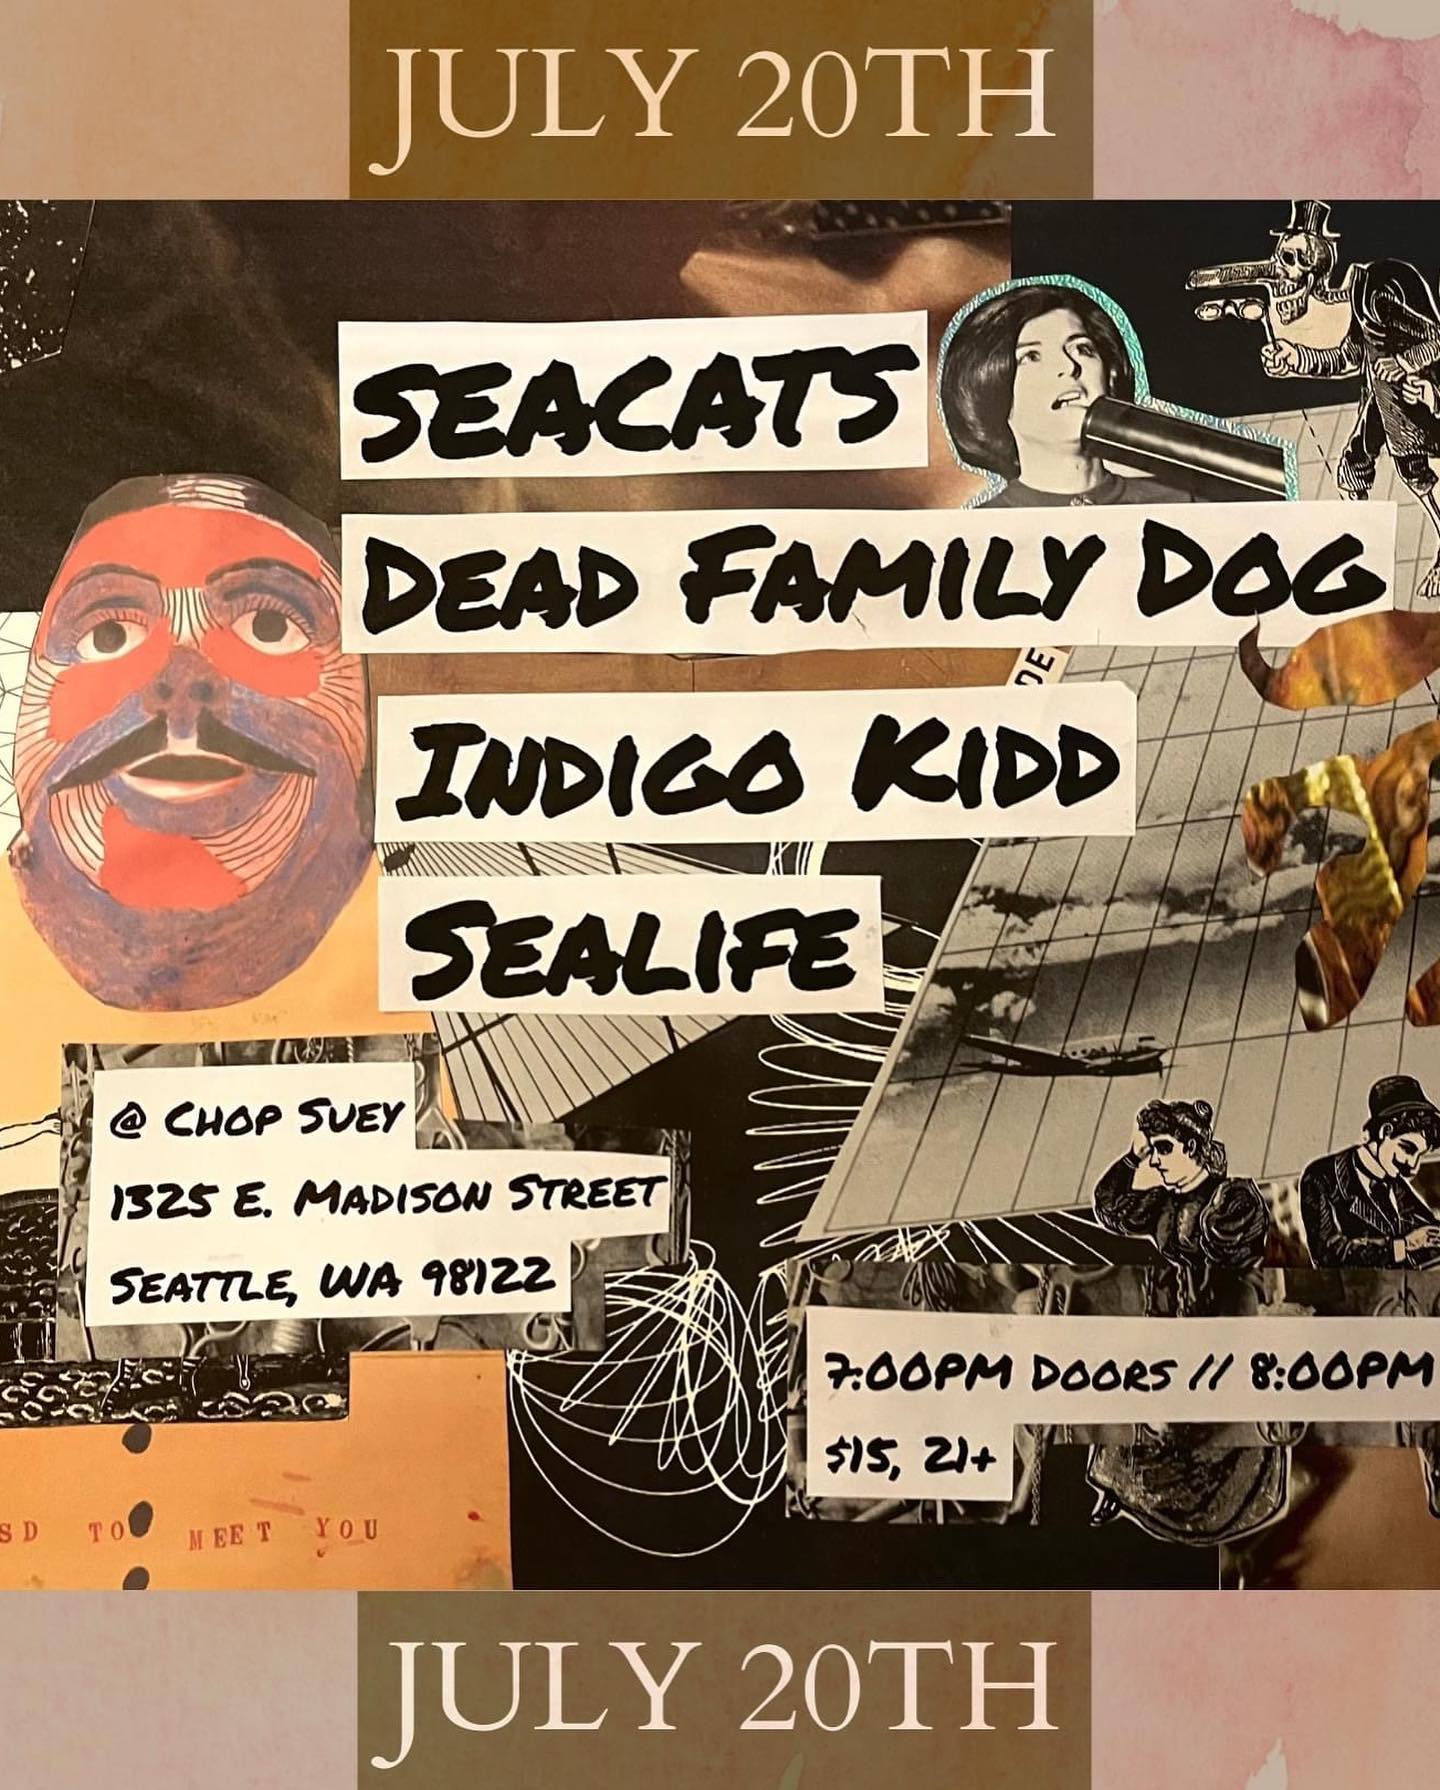 JULY 20TH
SEACATS
DEAD FAMILY DOG
DE
INDIGO KIDD
SEALIFE
@ CHOP SUEY
1325 E. MADISON STREET
SEATTLE, WA 98122
7:00PM DOORS // 8:00PM
$15, 21+
SD TO MEET YOU
JULY 20TH